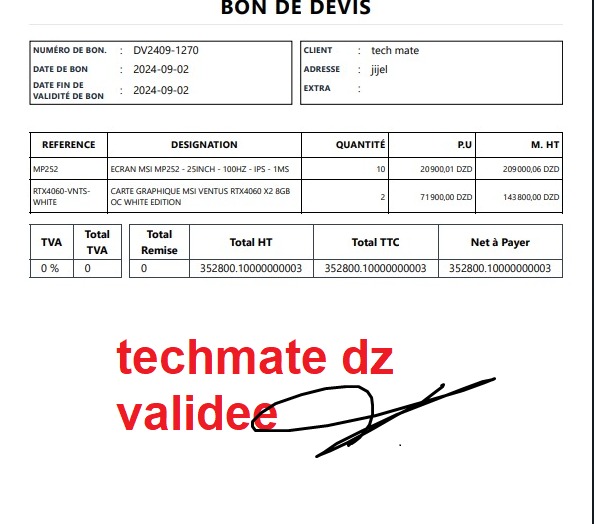 BON DE DEVIS
NUMÉRO DE BON. : DV2409-1270
DATE DE BON : 2024-09-02
DATE FIN DE
VALIDITÉ DE BON : 2024-09-02
CLIENT : tech mate
ADRESSE : jijel
EXTRA :
REFERENCE DESIGNATION QUANTITÉ P.U M. HT
MP252 ECRAN MSI MP252 - 25INCH - 100HZ - IPS - 1MS 10 20 900,01 DZD 209 000,06 DZD
RTX4060-VNTS-
WHITE
CARTE GRAPHIQUE MSI VENTUS RTX4060 X2 8GB
OC WHITE EDITION
2 71 900,00 DZD 143 800,00 DZD
TVA Total
TVA
Total
Remise
Total HT Total TTC Net à Payer
0 % 0 0 352800.10000000003 352800.10000000003 352800.10000000003
techmate dz
validee